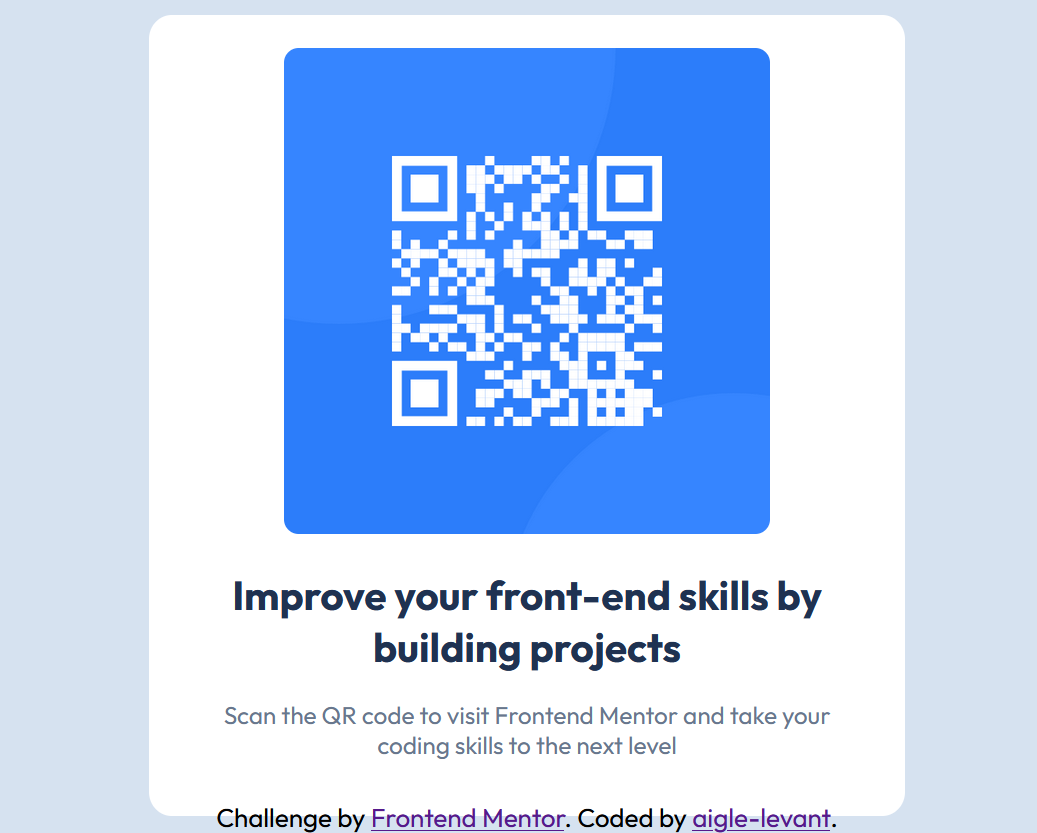 Improve your front-end skills by
building projects
Scan the QR code to visit Frontend Mentor and take your
coding skills to the next level
Challenge by Frontend Mentor. Coded by aigle-levant.